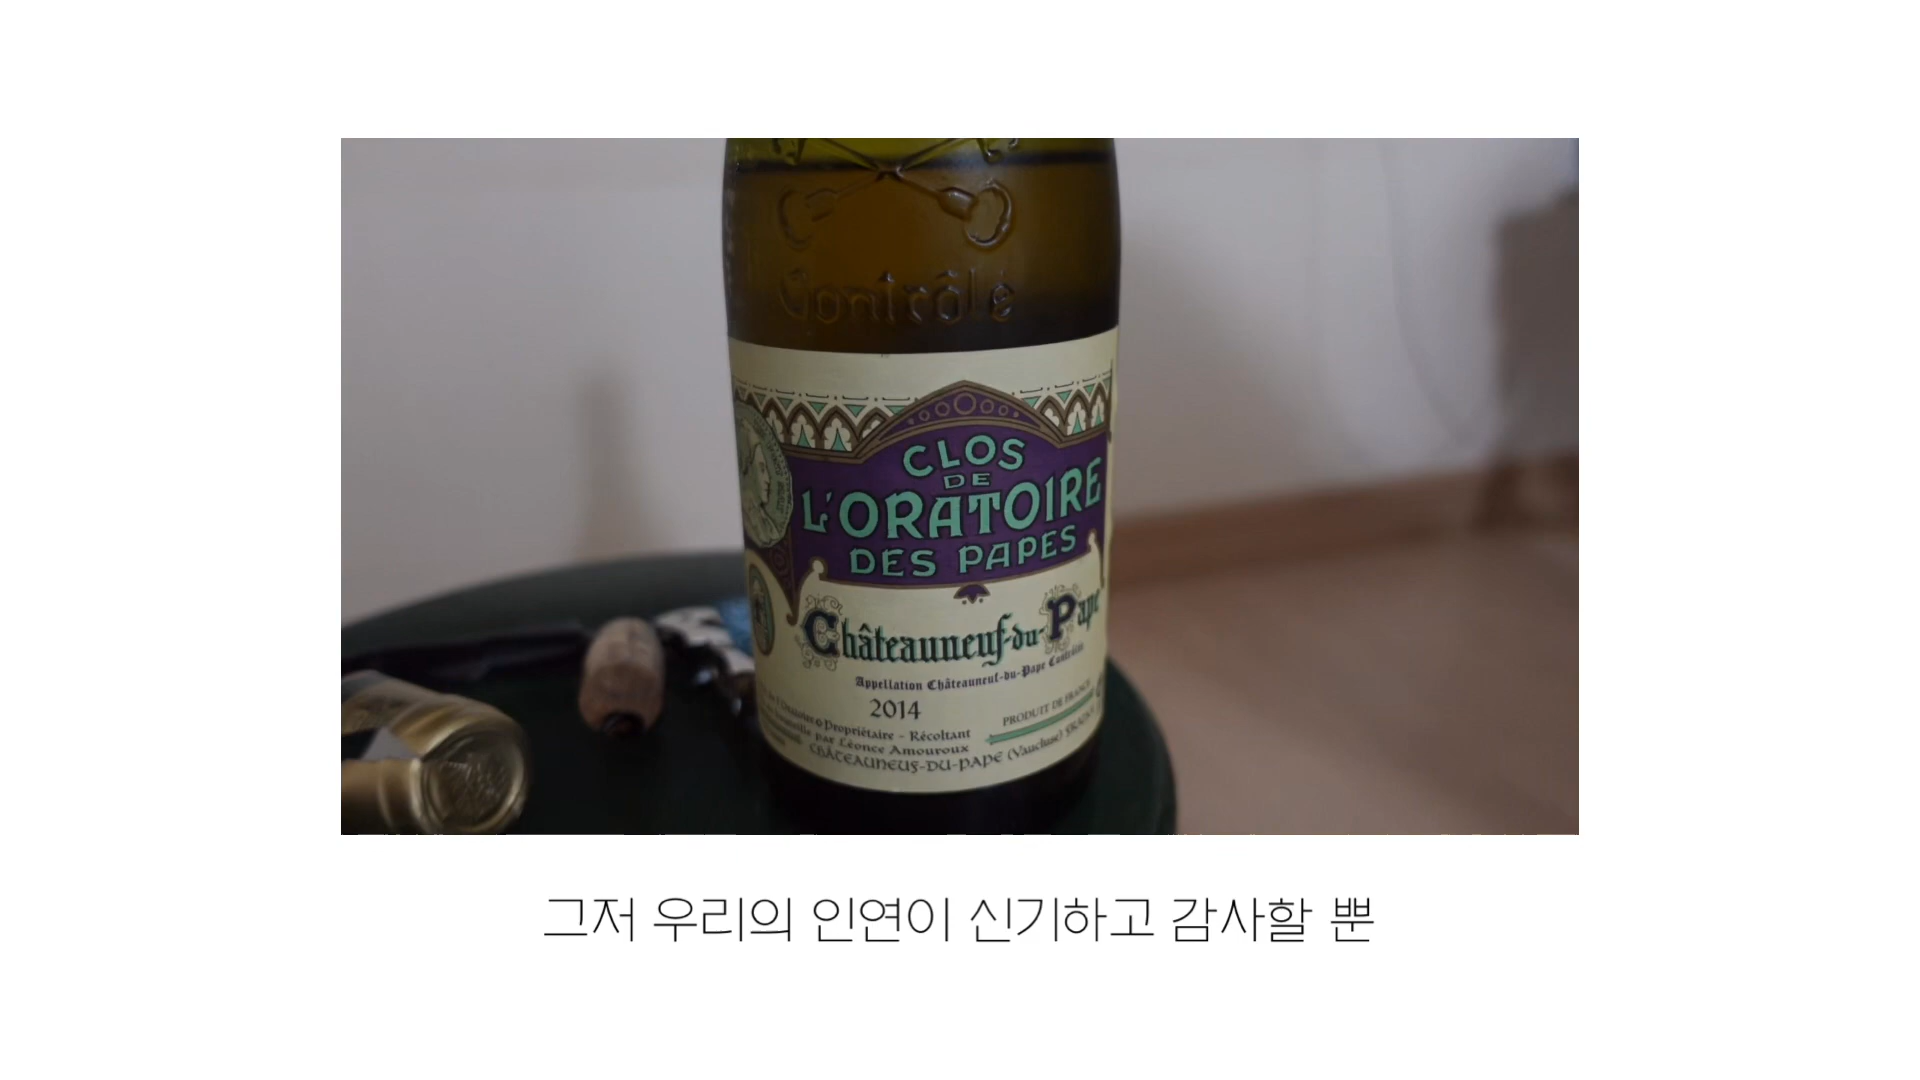 Contrôlé
CLOS
DE
L'ORATOIRE
DES PAPES
Châteauneuf-du-Pape
Appellation Châteauneuf-du-Pape Contrôlée
2014
PRODUIT DE FRANCE
Propriétaire - Récoltant
par Léonce Amouroux
CHÂTEAUNEUF-DU-PAPE (Vaucluse)
그저 우리의 인연이 신기하고 감사할 뿐